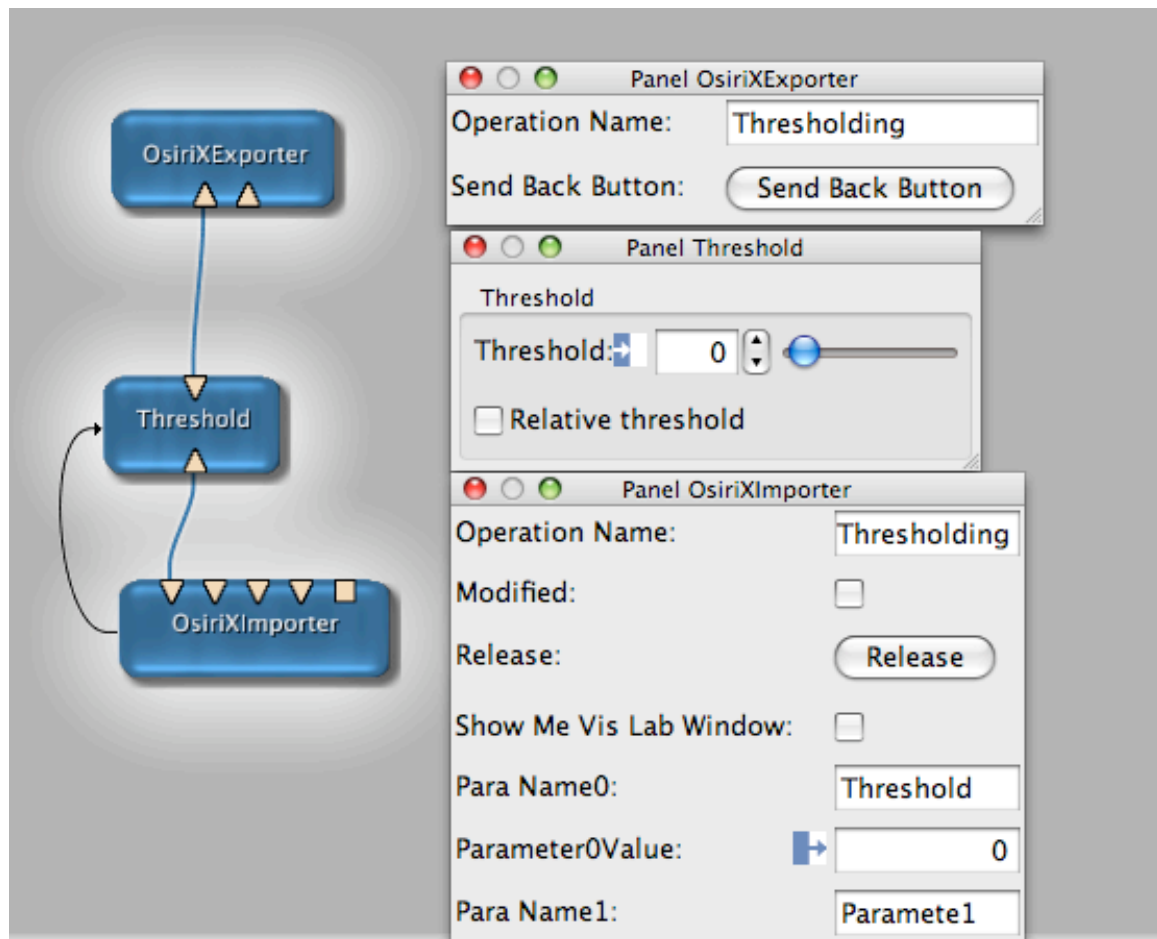 OsiriXExporter
Threshold
OsiriXImporter
Panel OsiriXExporter
Operation Name: Thresholding
Send Back Button: Send Back Button
Panel Threshold
Threshold
Threshold: 0
Relative threshold
Panel OsiriXImporter
Operation Name: Thresholding
Modified:
Release: Release
Show Me Vis Lab Window:
Para Name0: Threshold
Parameter0Value: 0
Para Name1: Paramete1